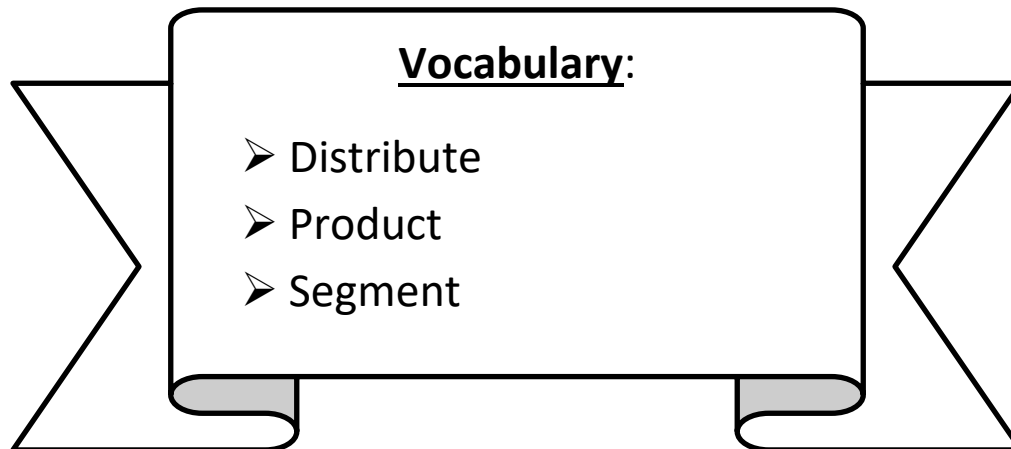 Vocabulary:
➢ Distribute
➢ Product
➢ Segment